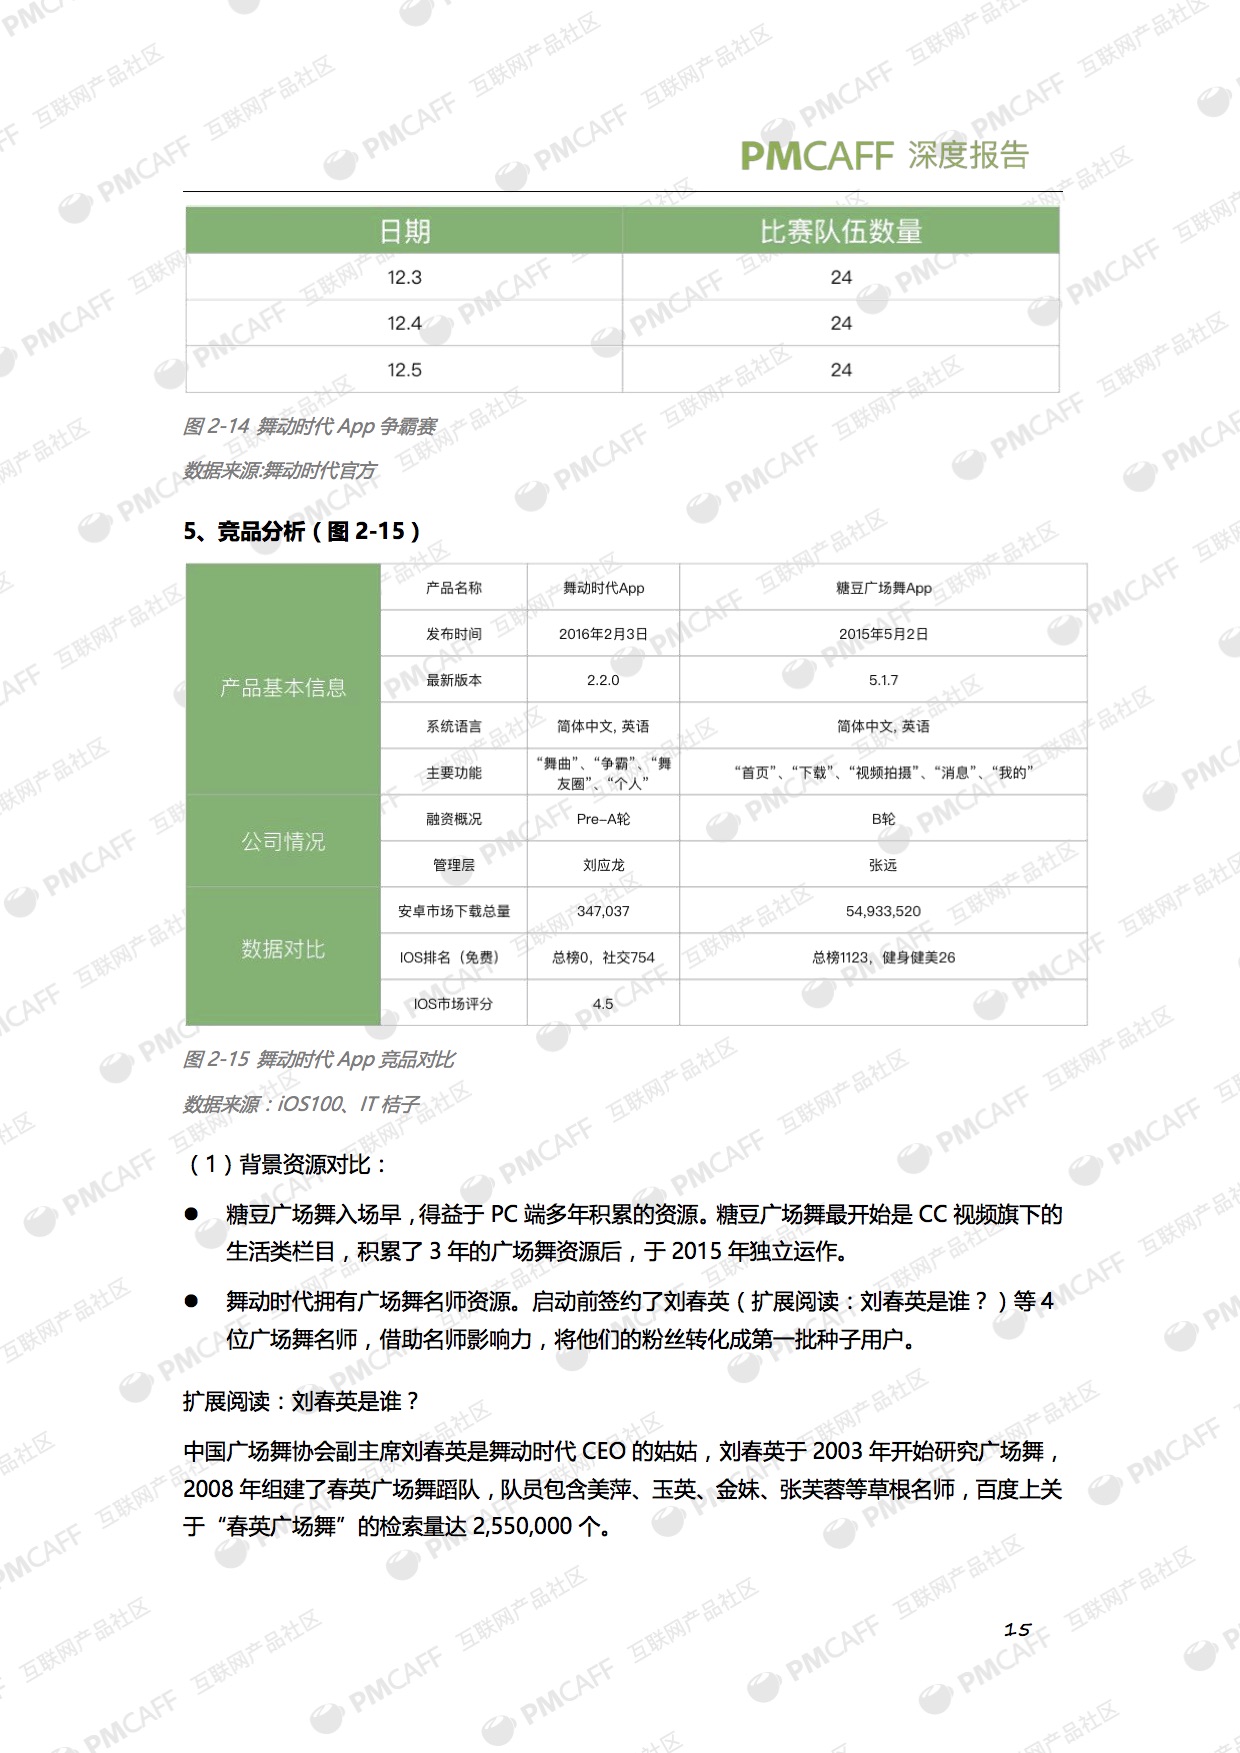 PMCAFF 深度报告
日期 比赛队伍数量
12.3 24
12.4 24
12.5 24
图 2-14 舞动时代 App 争霸赛
数据来源:舞动时代官方
5、竞品分析（图 2-15）
产品基本信息
产品名称 舞动时代App 糖豆广场舞App
发布时间 2016年2月3日 2015年5月2日
最新版本 2.2.0 5.1.7
系统语言 简体中文, 英语 简体中文, 英语
主要功能 “舞曲”、“争霸”、“舞友圈”、“个人” “首页”、“下载”、“视频拍摄”、“消息”、“我的”
公司情况
融资概况 Pre-A轮 B轮
管理层 刘应龙 张远
数据对比
安卓市场下载总量 347,037 54,933,520
IOS排名（免费） 总榜0，社交754 总榜1123，健身健美26
IOS市场评分 4.5
图 2-15 舞动时代 App 竞品对比
数据来源：iOS100、IT 桔子
（1）背景资源对比：
● 糖豆广场舞入场早，得益于 PC 端多年积累的资源。糖豆广场舞最开始是 CC 视频旗下的
生活类栏目，积累了 3 年的广场舞资源后，于 2015 年独立运作。
● 舞动时代拥有广场舞名师资源。启动前签约了刘春英（扩展阅读：刘春英是谁？）等 4
位广场舞名师，借助名师影响力，将他们的粉丝转化成第一批种子用户。
扩展阅读：刘春英是谁？
中国广场舞协会副主席刘春英是舞动时代 CEO 的姑姑，刘春英于 2003 年开始研究广场舞，
2008 年组建了春英广场舞蹈队，队员包含美萍、玉英、金妹、张芙蓉等草根名师，百度上关
于“春英广场舞”的检索量达 2,550,000 个。
15
PMCAFF 互联网产品社区